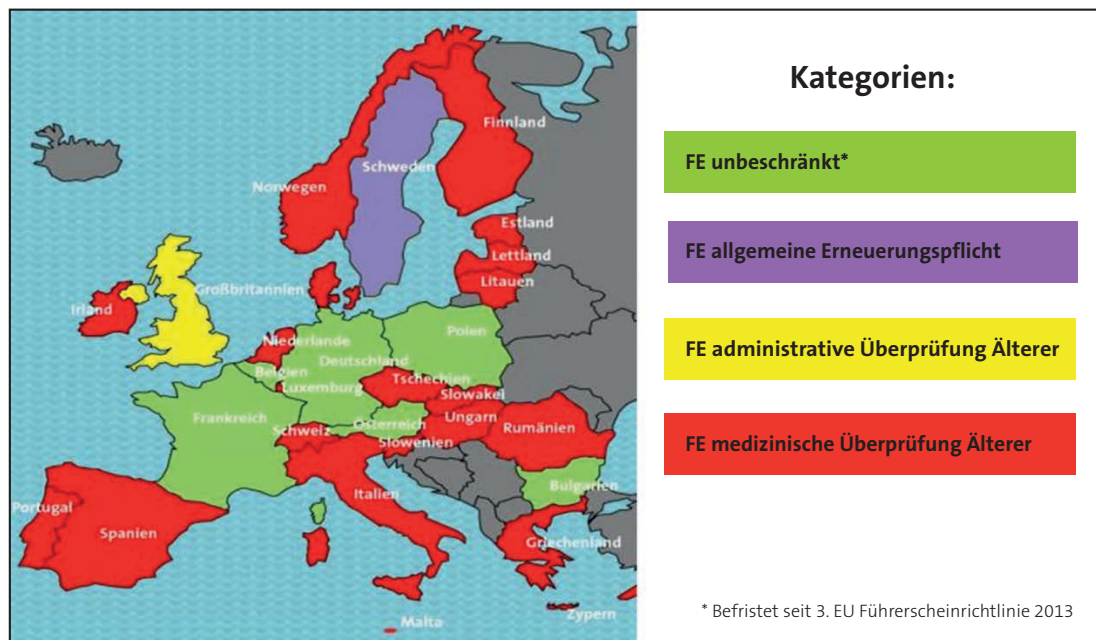 Kategorien:
FE unbeschränkt*
FE allgemeine Erneuerungspflicht
FE administrative Überprüfung Älterer
FE medizinische Überprüfung Älterer
* Befristet seit 3. EU Führerscheinrichtlinie 2013
Finnland
Schweden
Norwegen
Estland
Lettland
Litauen
Großbritannien
Irland
Niederlande
Polen
Deutschland
Belgien
Luxemburg
Tschechien
Slowakei
Frankreich
Österreich
Ungarn
Schweiz
Rumänien
Slowenien
Bulgarien
Italien
Portugal
Spanien
Griechenland
Zypern
Malta